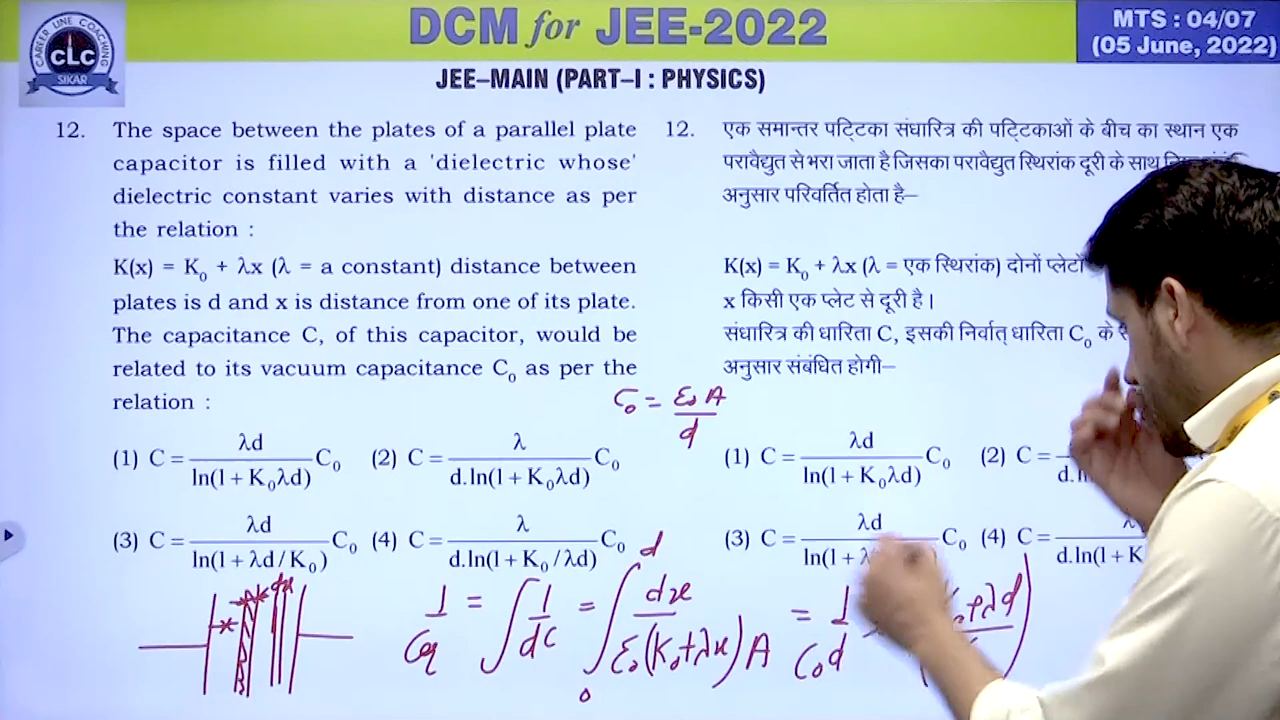 DCM for JEE-2022
MTS : 04/07
(05 June, 2022)
CAREER LINE COACHING
CLC
SIKAR
JEE–MAIN (PART–I : PHYSICS)
12. The space between the plates of a parallel plate
capacitor is filled with a 'dielectric whose'
dielectric constant varies with distance as per
the relation :
K(x) = K₀ + λx (λ = a constant) distance between
plates is d and x is distance from one of its plate.
The capacitance C, of this capacitor, would be
related to its vacuum capacitance C₀ as per the
relation :
(1) C = λd / ln(1 + K₀λd) C₀ (2) C = λ / d.ln(1 + K₀λd) C₀
(3) C = λd / ln(1 + λd / K₀) C₀ (4) C = λ / d.ln(1 + K₀ / λd) C₀
12. एक समान्तर पट्टिका संधारित्र की पट्टिकाओं के बीच का स्थान एक
परावैद्युत से भरा जाता है जिसका परावैद्युत स्थिरांक दूरी के साथ
अनुसार परिवर्तित होता है–
K(x) = K₀ + λx (λ = एक स्थिरांक) दोनों प्लेटों
x किसी एक प्लेट से दूरी है।
संधारित्र की धारिता C, इसकी निर्वात् धारिता C₀ के
अनुसार संबंधित होगी–
(1) C = λd / ln(1 + K₀λd) C₀ (2) C =
(3) C = λd / ln(1 + C₀ (4) C =
d.ln(1 + K
C₀ = ε₀ A / d
x dx
1 / Ceq = ∫ 1 / dC = ∫₀ᵈ dx / ε₀(K₀+λx)A = 1 / C₀d